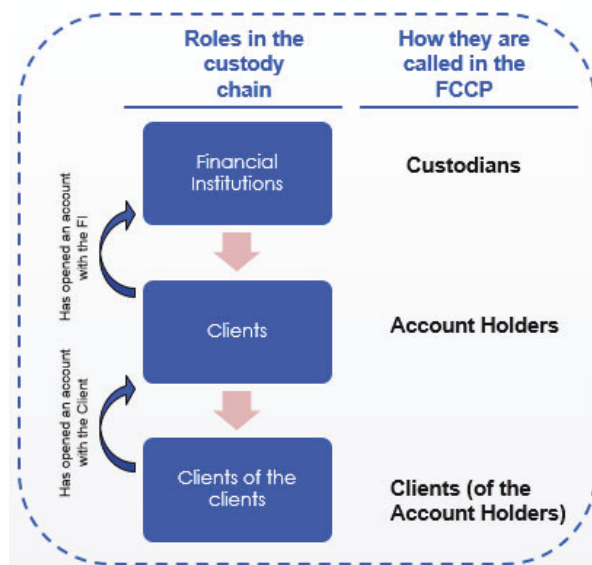 Roles in the
custody
chain
How they are
called in the
FCCP
Financial
Institutions
Custodians
Has opened an account
with the FI
Clients
Account Holders
Has opened an account
with the Client
Clients of the
clients
Clients (of the
Account Holders)